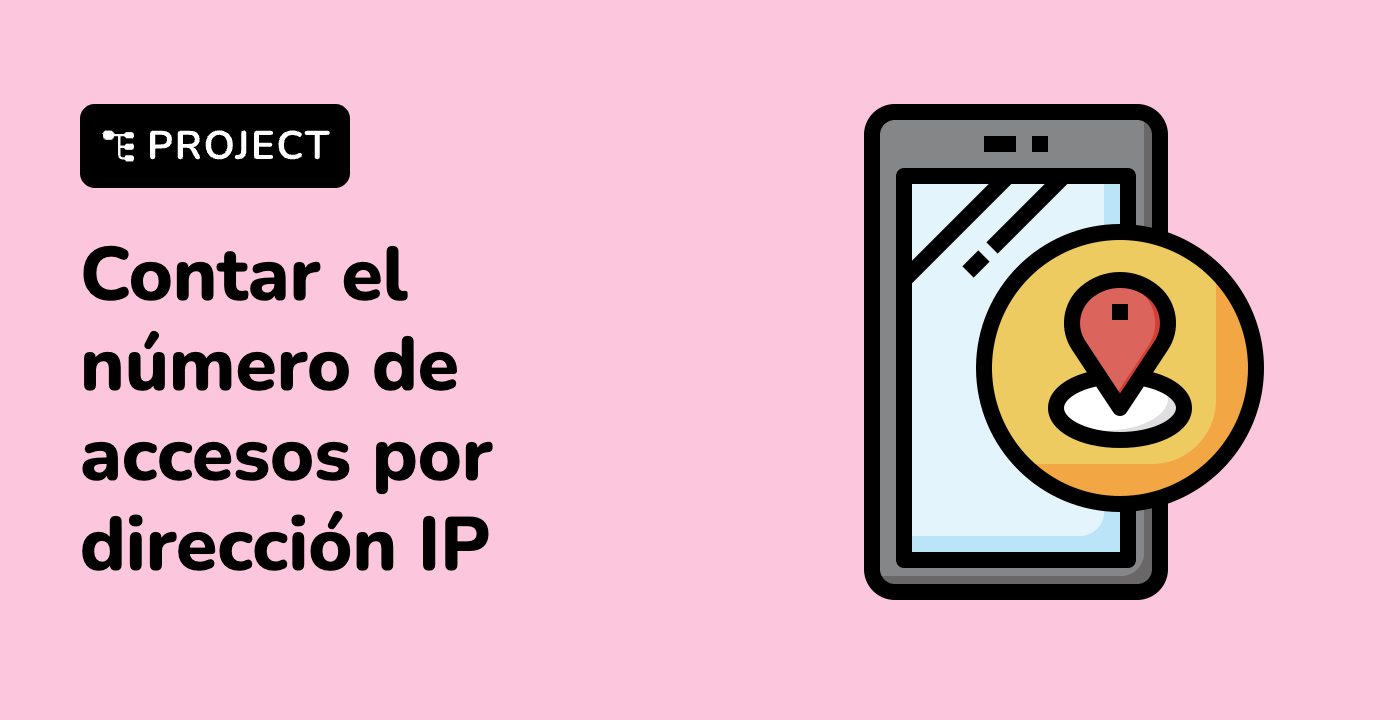 PROJECT
Contar el
número de
accesos por
dirección IP